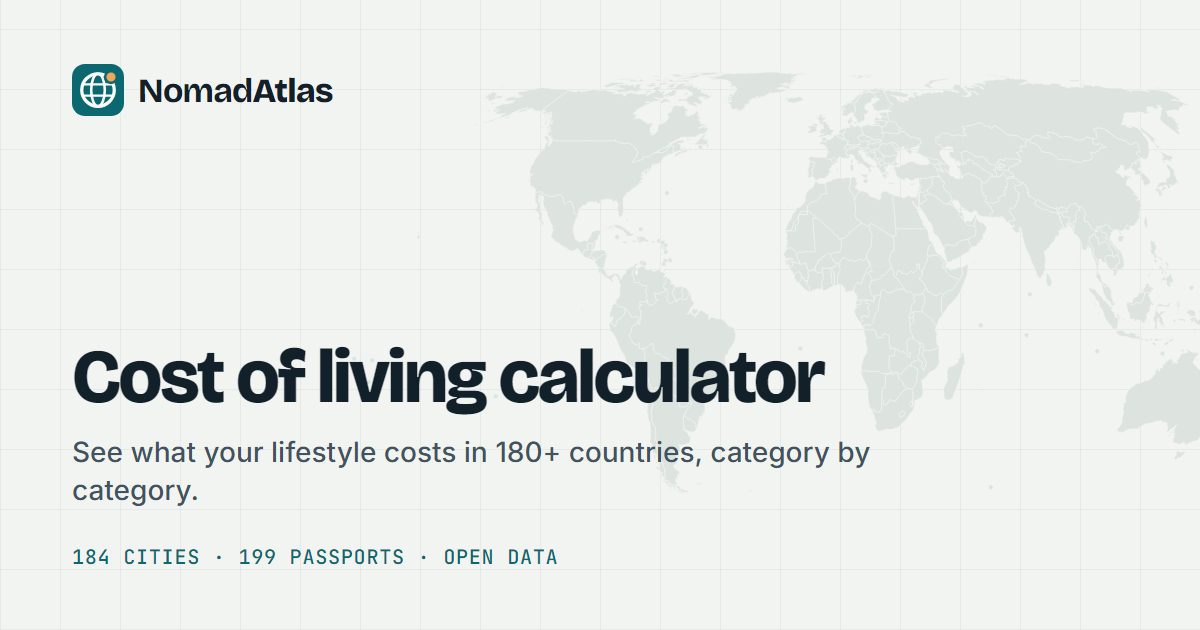 NomadAtlas
Cost of living calculator
See what your lifestyle costs in 180+ countries, category by
category.
184 CITIES · 199 PASSPORTS · OPEN DATA